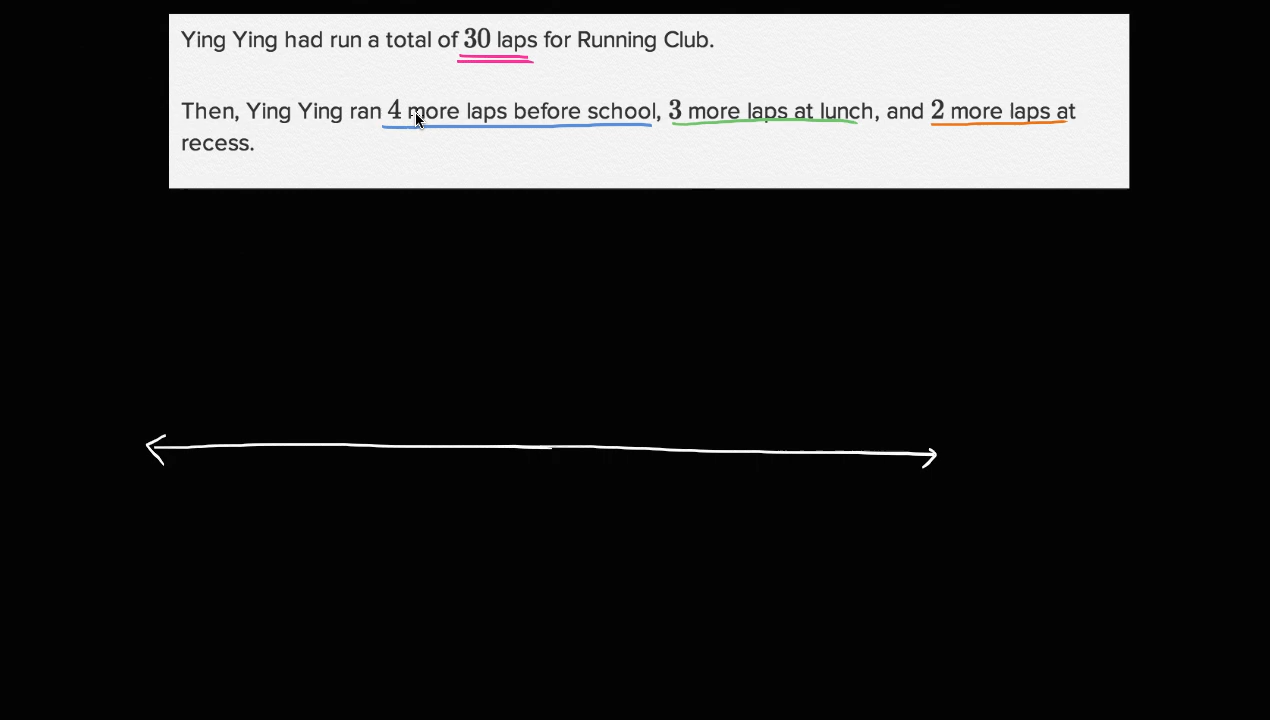 Ying Ying had run a total of 30 laps for Running Club.
Then, Ying Ying ran 4 more laps before school, 3 more laps at lunch, and 2 more laps at
recess.